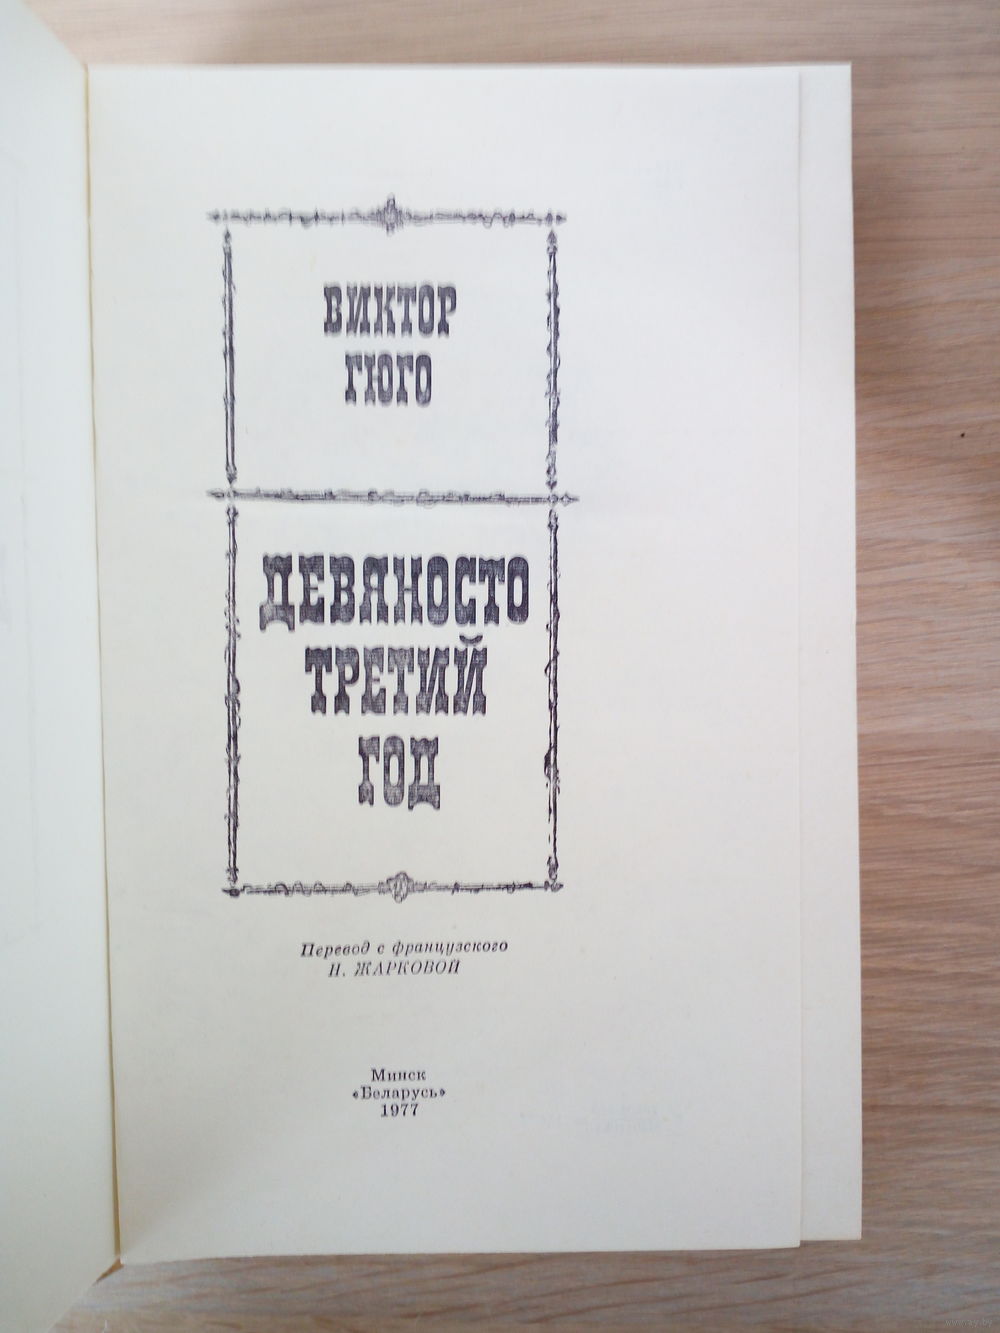 ВИКТОР
ГЮГО
ДЕВЯНОСТО
ТРЕТИЙ
ГОД
Перевод с французского
Н. ЖАРКОВОЙ
Минск
«Беларусь»
1977